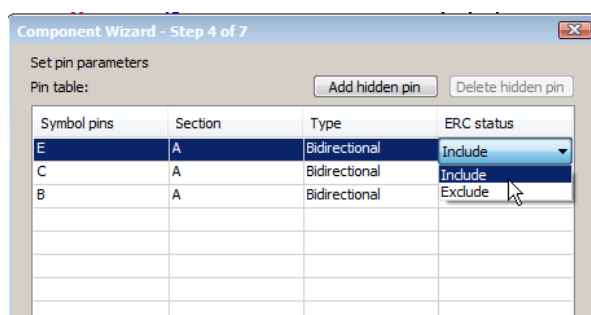 Component Wizard - Step 4 of 7
Set pin parameters
Pin table:
Add hidden pin
Delete hidden pin
Symbol pins Section Type ERC status
E A Bidirectional Include
C A Bidirectional Include
B A Bidirectional Exclude